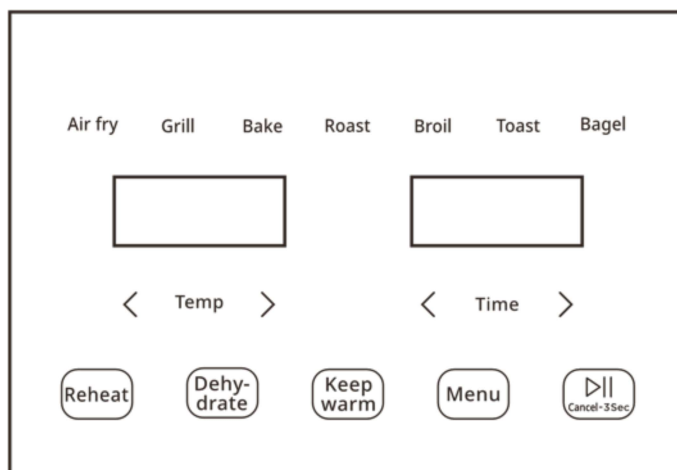 Air fry Grill Bake Roast Broil Toast Bagel
< Temp > < Time >
Reheat
Dehy-
drate
Keep
warm
Menu
Cancel-3Sec